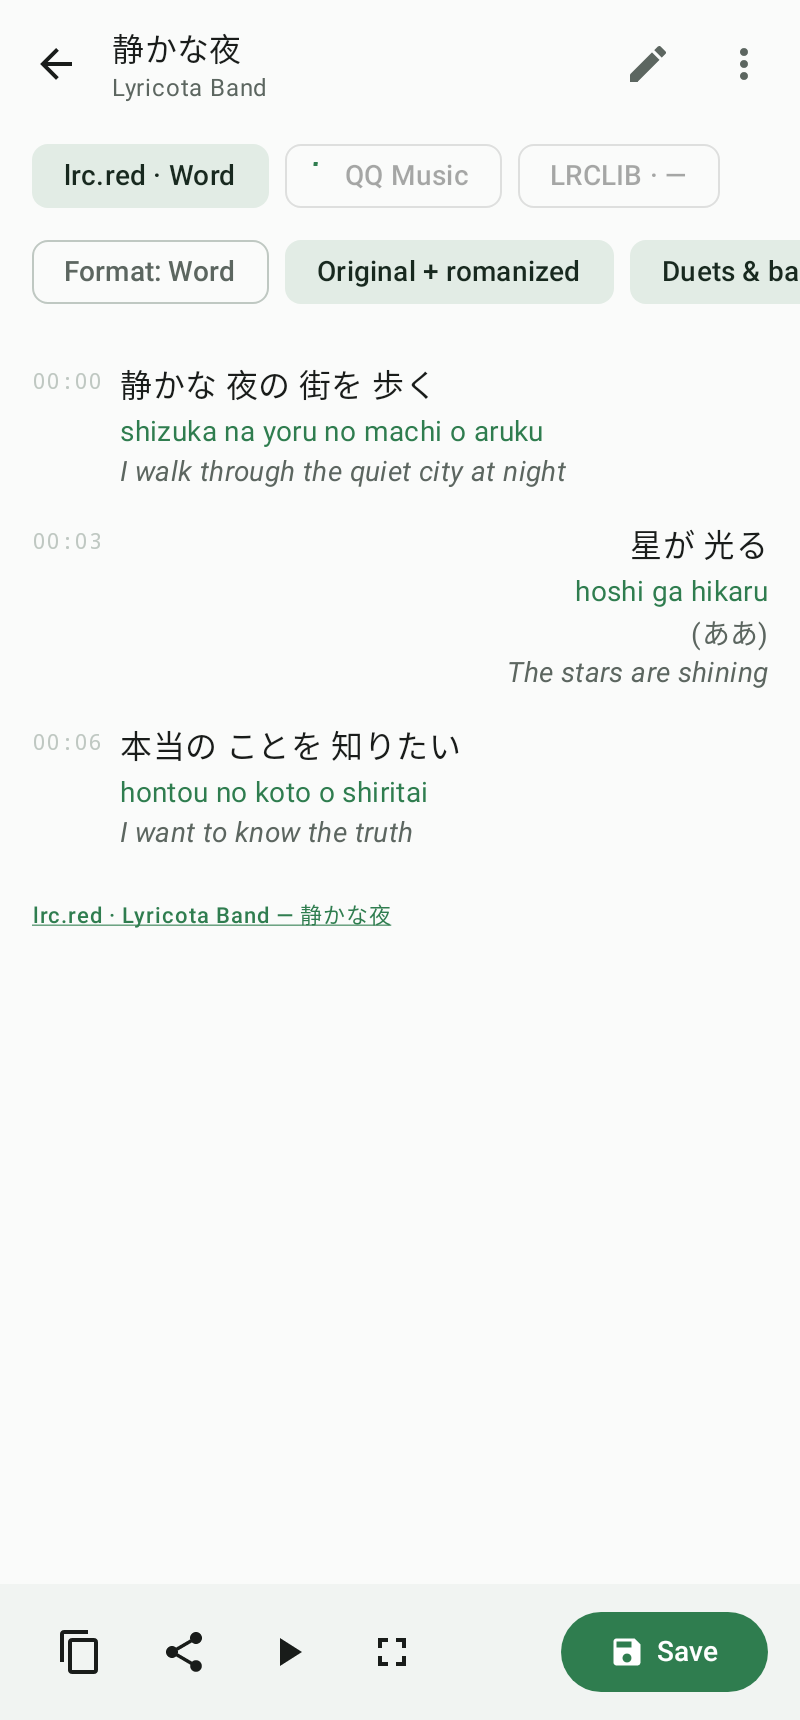 静かな夜
Lyricota Band
lrc.red · Word
QQ Music
LRCLIB · —
Format: Word
Original + romanized
Duets & ba
00:00
静かな 夜の 街を 歩く
shizuka na yoru no machi o aruku
I walk through the quiet city at night
00:03
星が 光る
hoshi ga hikaru
(ああ)
The stars are shining
00:06
本当の ことを 知りたい
hontou no koto o shiritai
I want to know the truth
lrc.red · Lyricota Band — 静かな夜
Save